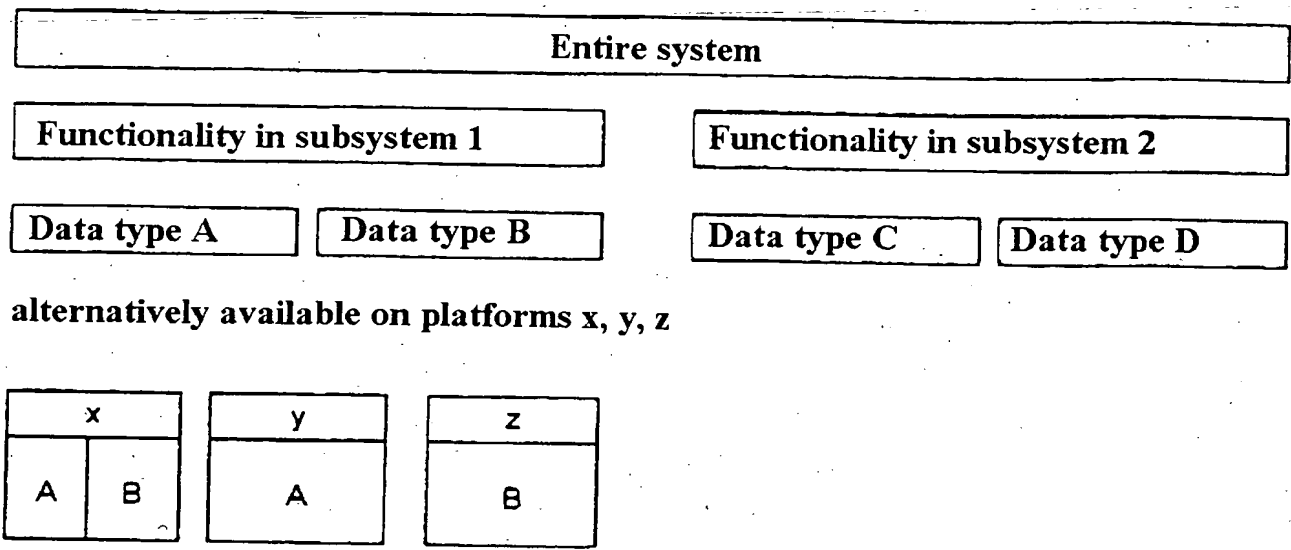 Entire system
Functionality in subsystem 1 Functionality in subsystem 2
Data type A Data type B Data type C Data type D
alternatively available on platforms x, y, z
x y z
A B A B